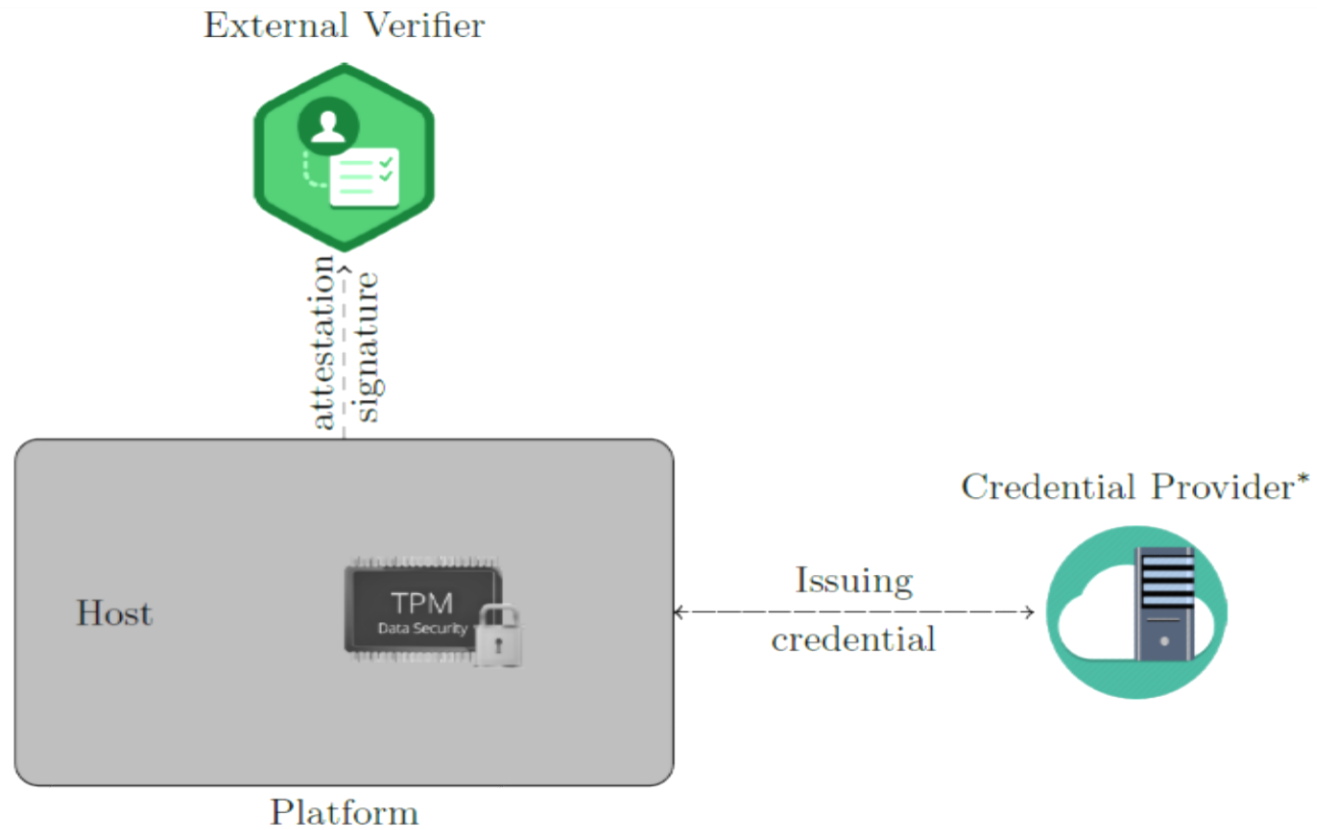 External Verifier
attestation
signature
Credential Provider*
Issuing
credential
Host
TPM
Data Security
Platform